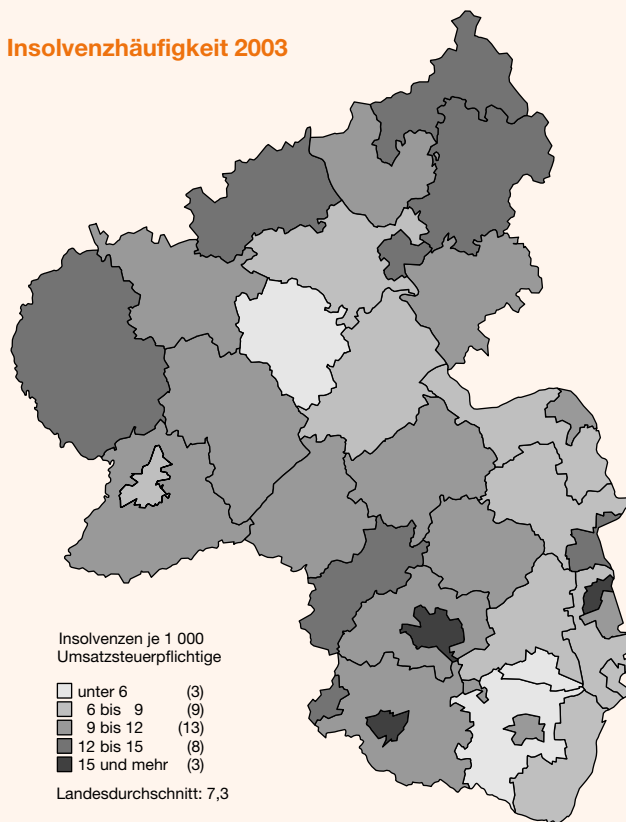 Insolvenzhäufigkeit 2003
Insolvenzen je 1 000
Umsatzsteuerpflichtige
unter 6 (3)
6 bis 9 (9)
9 bis 12 (13)
12 bis 15 (8)
15 und mehr (3)
Landesdurchschnitt: 7,3